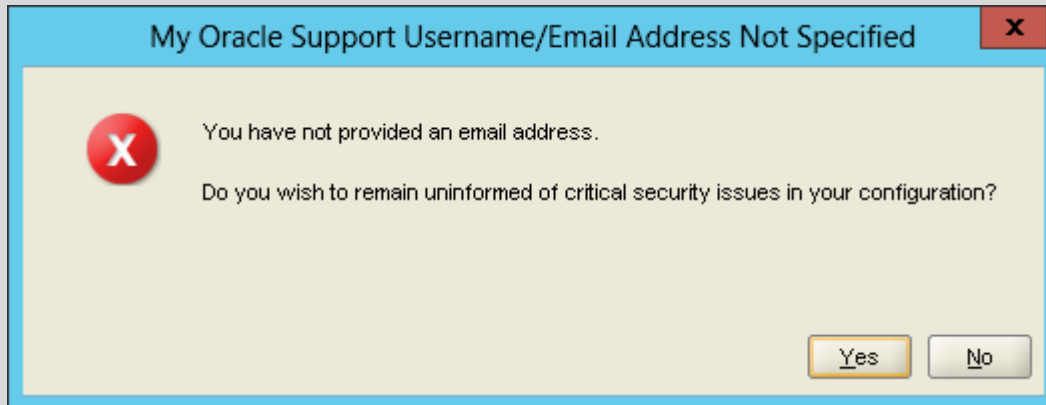 My Oracle Support Username/Email Address Not Specified
x
You have not provided an email address.
Do you wish to remain uninformed of critical security issues in your configuration?
Yes
No